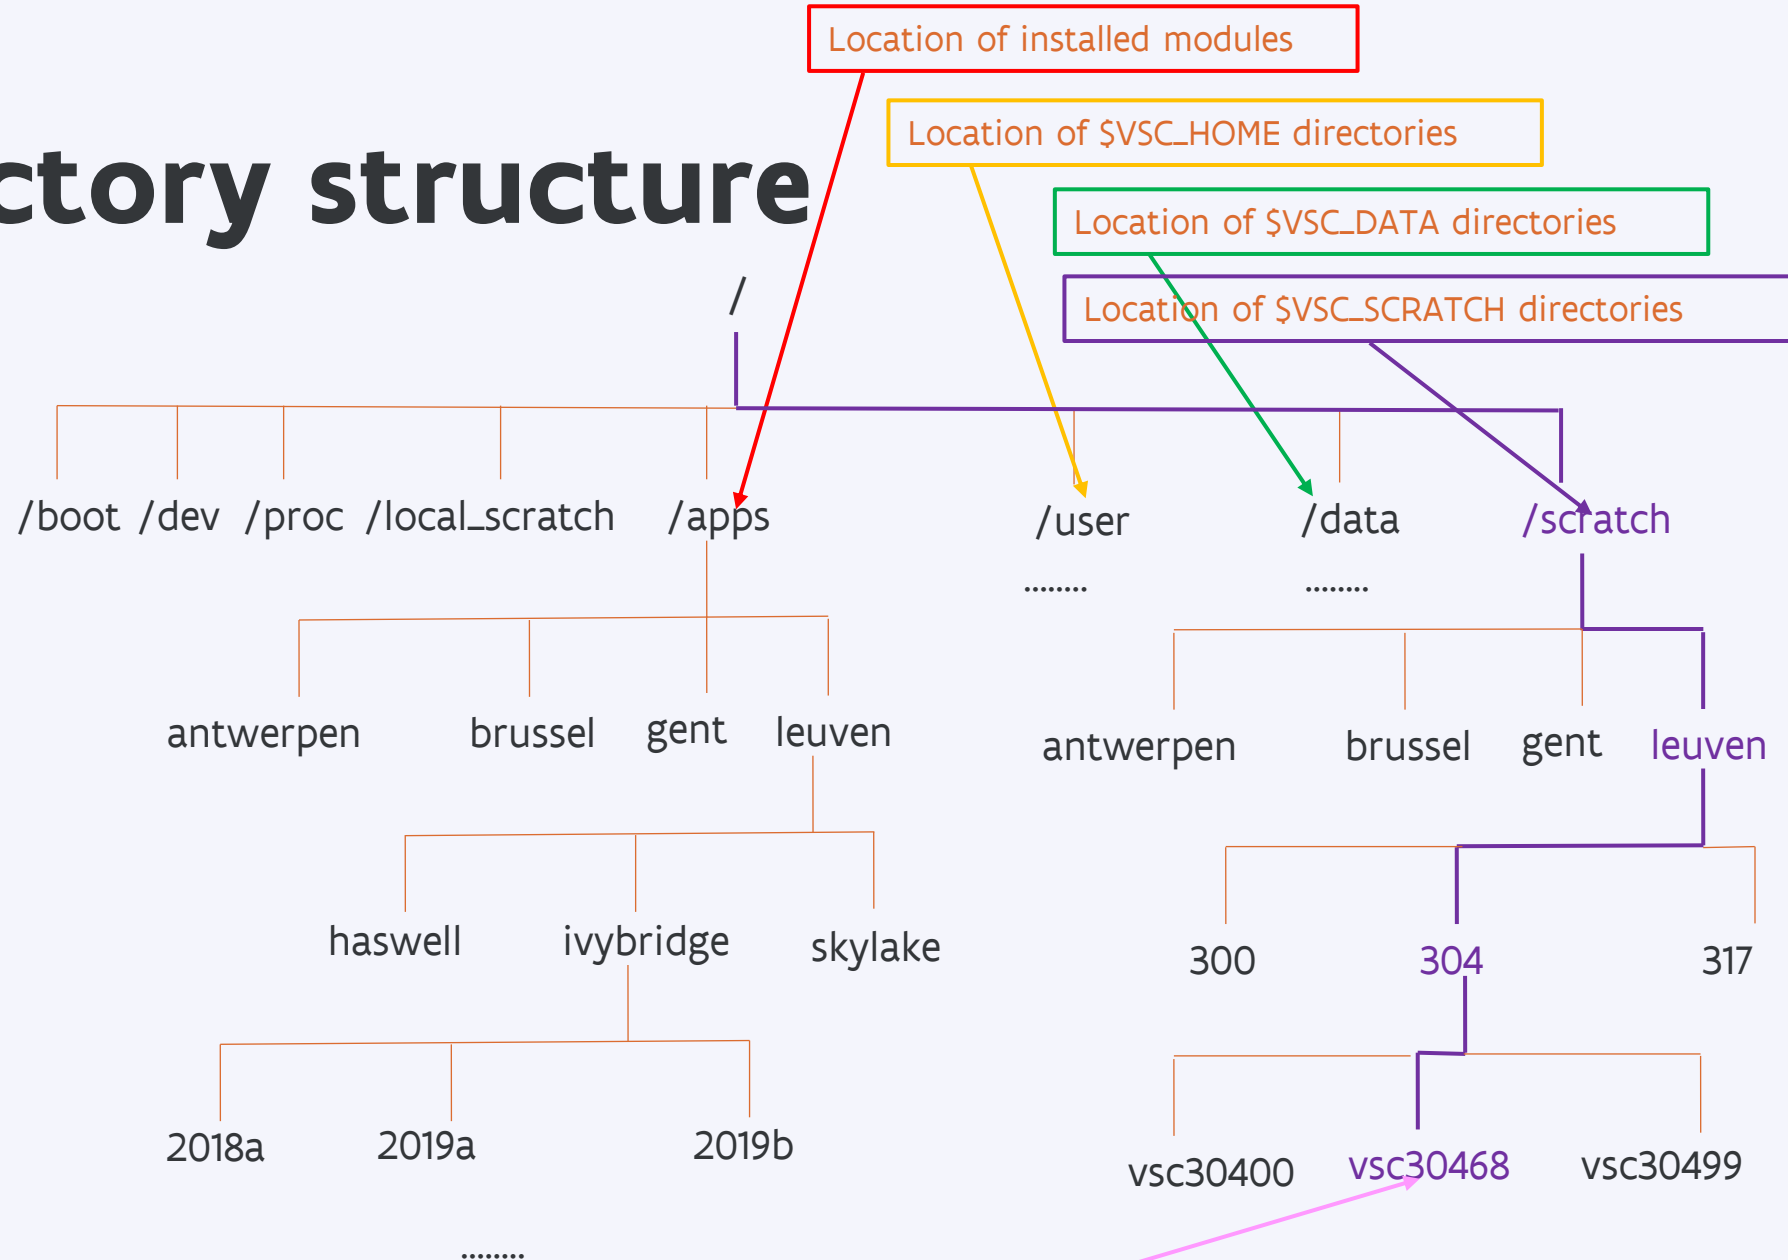 Location of installed modules
Location of $VSC_HOME directories
ctory structure
Location of $VSC_DATA directories
/
Location of $VSC_SCRATCH directories
/boot /dev /proc /local_scratch /apps /user /data /scratch
........ ........
antwerpen brussel gent leuven antwerpen brussel gent leuven
haswell ivybridge skylake 300 304 317
2018a 2019a 2019b vsc30400 vsc30468 vsc30499
........